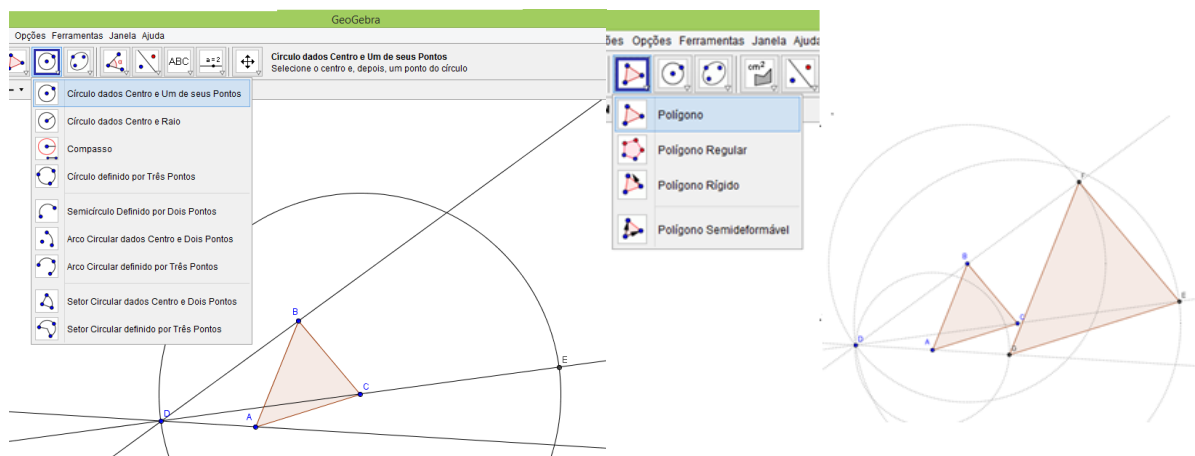 GeoGebra
Opções Ferramentas Janela Ajuda
ABC
a=2
Círculo dados Centro e Um de seus Pontos
Selecione o centro e, depois, um ponto do círculo
Círculo dados Centro e Um de seus Pontos
Círculo dados Centro e Raio
Compasso
Círculo definido por Três Pontos
Semicírculo Definido por Dois Pontos
Arco Circular dados Centro e Dois Pontos
Arco Circular definido por Três Pontos
Setor Circular dados Centro e Dois Pontos
Setor Circular definido por Três Pontos
B
E
C
D
A
ões Opções Ferramentas Janela Ajuda
cm²
Polígono
Polígono Regular
Polígono Rígido
Polígono Semideformável
F
B
E
C
D
A